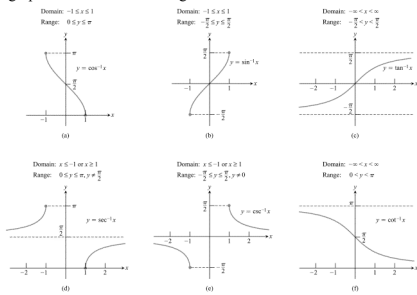 Domain: −1 ≤ x ≤ 1
Range: 0 ≤ y ≤ π
y
π
π/2
y = cos⁻¹x
−1
1
x
(a)
Domain: −1 ≤ x ≤ 1
Range: −π/2 ≤ y ≤ π/2
y
π/2
y = sin⁻¹x
−1
1
x
−π/2
(b)
Domain: −∞ < x < ∞
Range: −π/2 < y < π/2
y
π/2
y = tan⁻¹x
−2
−1
1
2
x
−π/2
(c)
Domain: x ≤ −1 or x ≥ 1
Range: 0 ≤ y ≤ π, y ≠ π/2
y
π
y = sec⁻¹x
π/2
−2
−1
1
2
x
(d)
Domain: x ≤ −1 or x ≥ 1
Range: −π/2 ≤ y ≤ π/2, y ≠ 0
y
π/2
y = csc⁻¹x
−2
−1
1
2
x
−π/2
(e)
Domain: −∞ < x < ∞
Range: 0 < y < π
y
π
π/2
y = cot⁻¹x
−2
−1
1
2
x
(f)